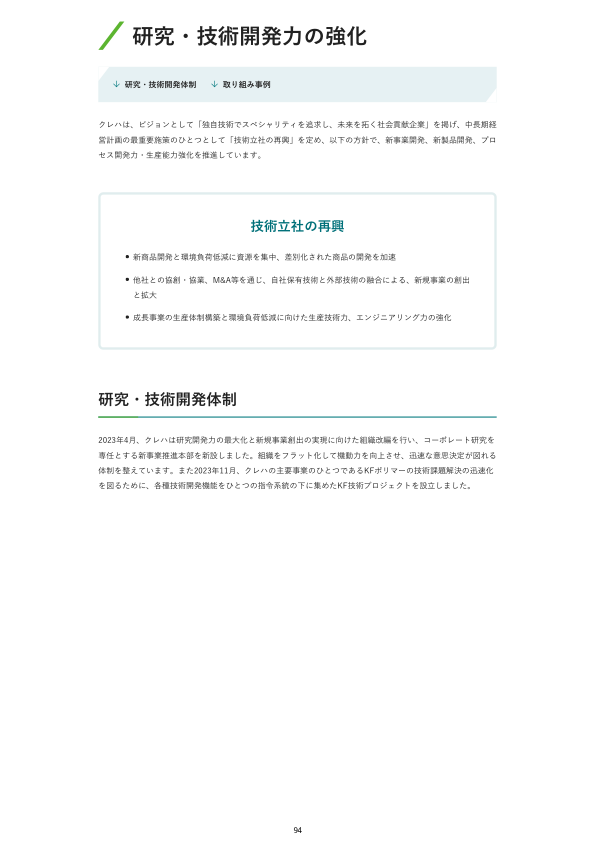 研究・技術開発力の強化
↓ 研究・技術開発体制 ↓ 取り組み事例
クレハは、ビジョンとして「独自技術でスペシャリティを追求し、未来を拓く社会貢献企業」を掲げ、中長期経
営計画の最重要施策のひとつとして「技術立社の再興」を定め、以下の方針で、新事業開発、新製品開発、プロ
セス開発力・生産能力強化を推進しています。
技術立社の再興
• 新商品開発と環境負荷低減に資源を集中、差別化された商品の開発を加速
• 他社との協創・協業、M&A等を通じ、自社保有技術と外部技術の融合による、新規事業の創出
と拡大
• 成長事業の生産体制構築と環境負荷低減に向けた生産技術力、エンジニアリング力の強化
研究・技術開発体制
2023年4月、クレハは研究開発力の最大化と新規事業創出の実現に向けた組織改編を行い、コーポレート研究を
専任とする新事業推進本部を新設しました。組織をフラット化して機動力を向上させ、迅速な意思決定が図れる
体制を整えています。また2023年11月、クレハの主要事業のひとつであるKFポリマーの技術課題解決の迅速化
を図るために、各種技術開発機能をひとつの指令系統の下に集めたKF技術プロジェクトを設立しました。
94